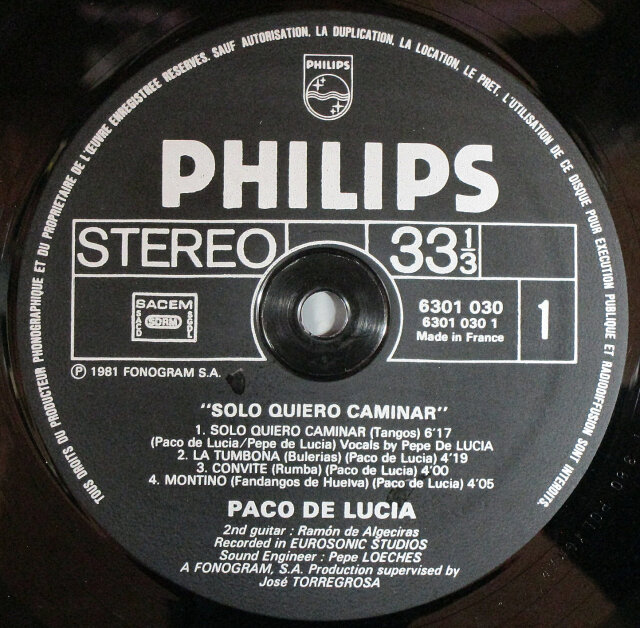 TOUS DROITS DU PRODUCTEUR PHONOGRAPHIQUE ET DU PROPRIETAIRE DE L'ŒUVRE ENREGISTREE RESERVES. SAUF AUTORISATION, LA DUPLICATION, LA LOCATION, LE PRET, L'UTILISATION DE CE DISQUE POUR EXECUTION PUBLIQUE ET RADIODIFFUSION SONT INTERDITS.
PHILIPS
PHILIPS
STEREO
33 1/3
SACEM
SACD
SDRM
SGDL
6301 030
6301 030 1
Made in France
1
Ⓟ 1981 FONOGRAM S.A.
"SOLO QUIERO CAMINAR"
1. SOLO QUIERO CAMINAR (Tangos) 6'17
(Paco de Lucia/Pepe de Lucia) Vocals by Pepe De LUCIA
2. LA TUMBONA (Bulerias) (Paco de Lucia) 4'19
3. CONVITE (Rumba) (Paco de Lucia) 4'00
4. MONTINO (Fandangos de Huelva) (Paco de Lucia) 4'05
PACO DE LUCIA
2nd guitar : Ramón de Algeciras
Recorded in EUROSONIC STUDIOS
Sound Engineer : Pepe LOECHES
A FONOGRAM, S.A. Production supervised by
José TORREGROSA